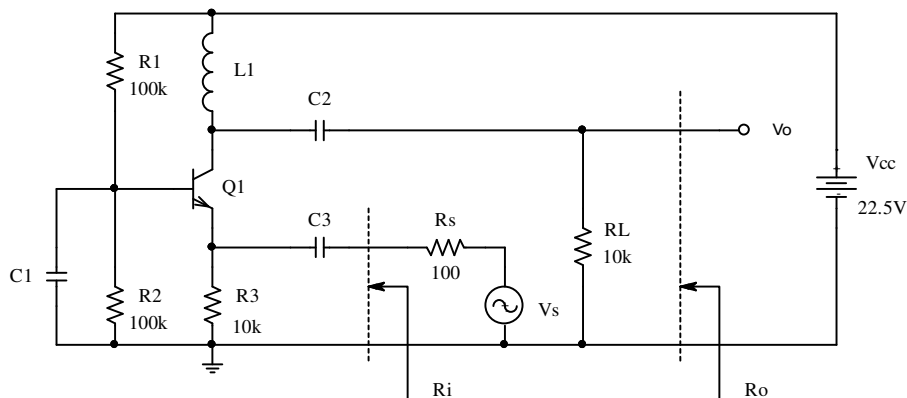 R1
100k
L1
C2
Vo
Vcc
+
-
22.5V
Q1
C3
Rs
100
RL
10k
C1
R2
100k
R3
10k
Vs
Ri
Ro